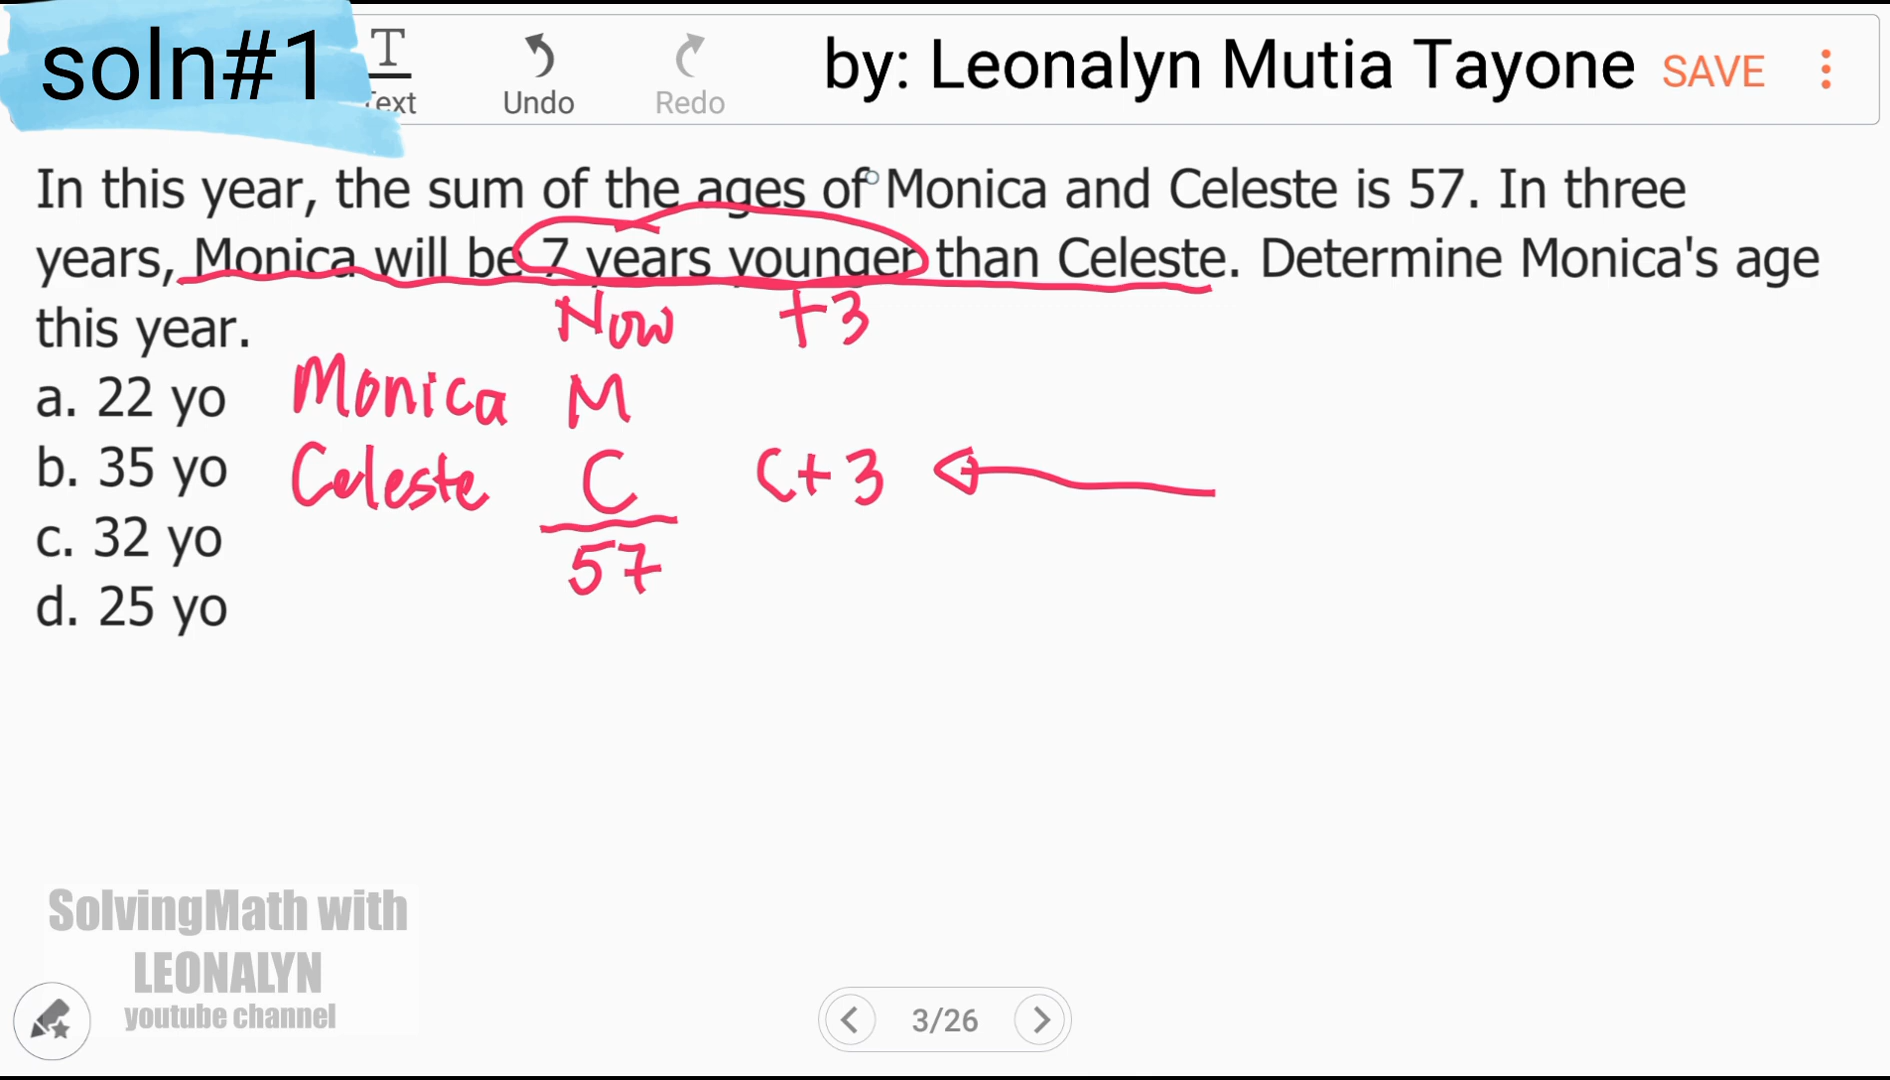 soln#1
Text
Undo
Redo
by: Leonalyn Mutia Tayone
SAVE
In this year, the sum of the ages of Monica and Celeste is 57. In three
years, Monica will be 7 years younger than Celeste. Determine Monica's age
this year.
Now +3
a. 22 yo Monica M
b. 35 yo Celeste C C+3
c. 32 yo 57
d. 25 yo
SolvingMath with
LEONALYN
youtube channel
3/26